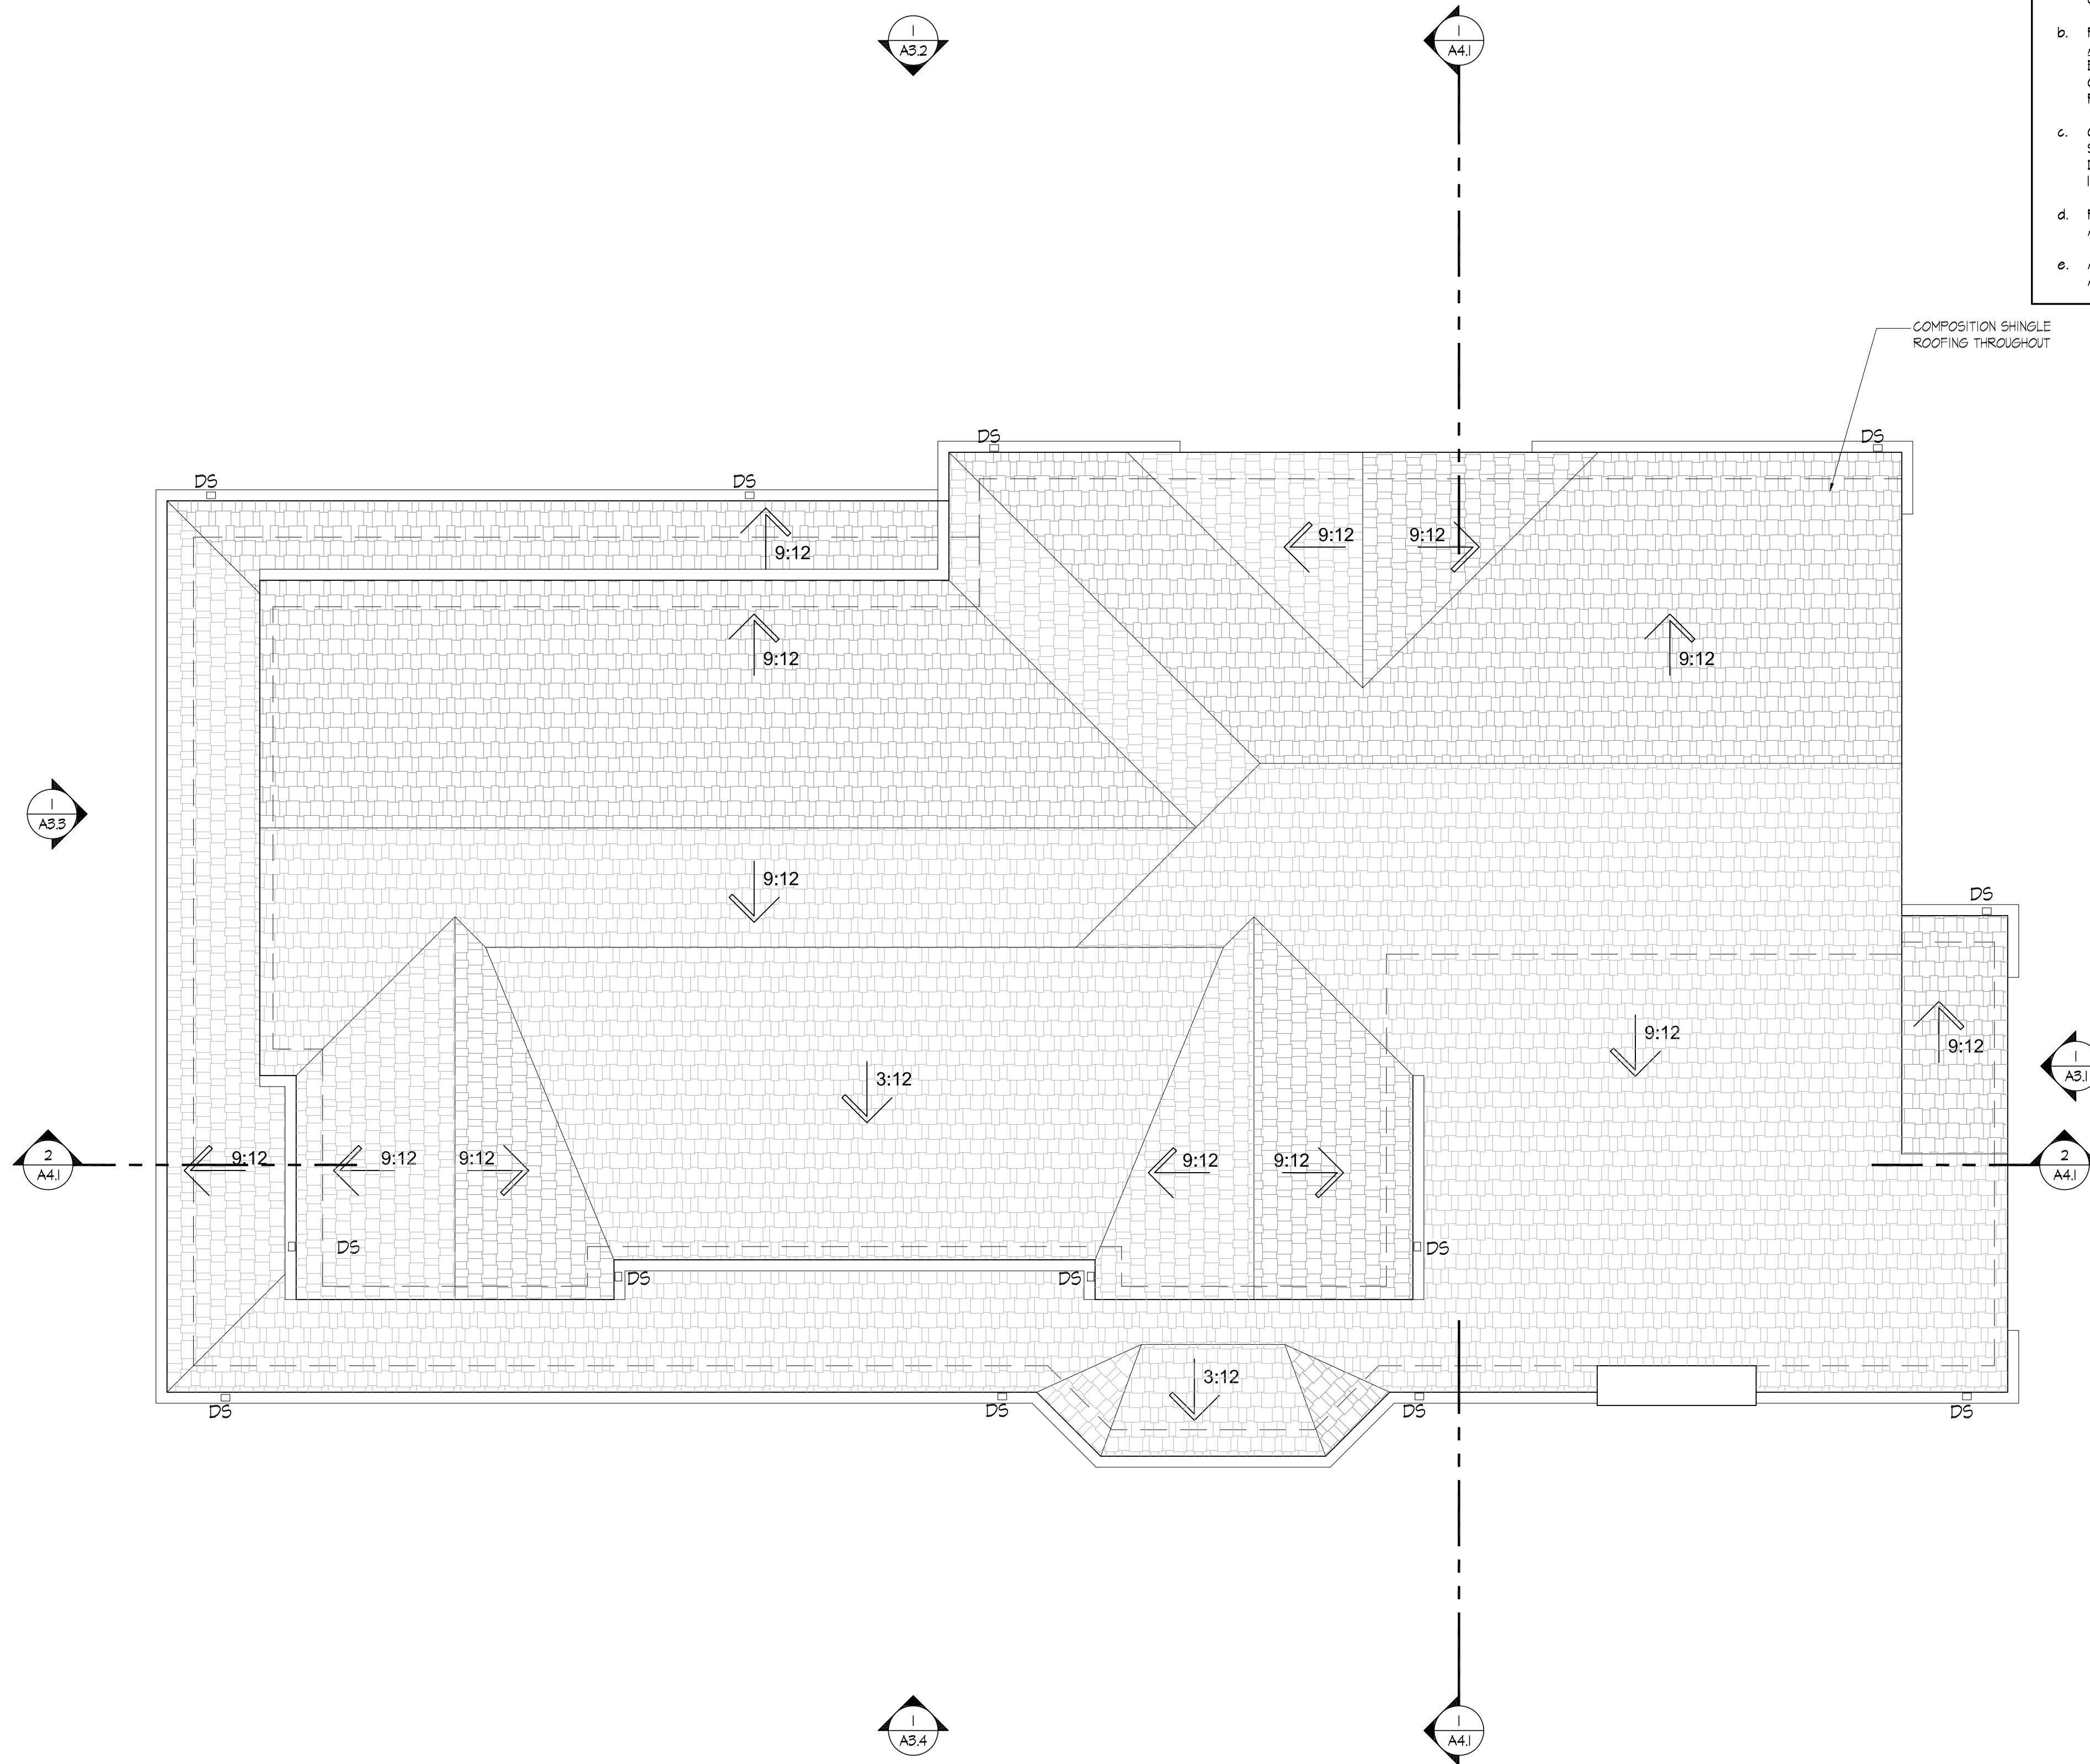 1
A3.2
1
A4.1
b.
c.
d.
e.
COMPOSITION SHINGLE
ROOFING THROUGHOUT
DS
DS
DS
DS
9:12
9:12
9:12
9:12
9:12
1
A3.3
9:12
DS
9:12
9:12
3:12
1
A3.1
2
A4.1
9:12
9:12
9:12
9:12
9:12
2
A4.1
DS
DS
DS
DS
3:12
DS
DS
DS
DS
1
A3.4
1
A4.1